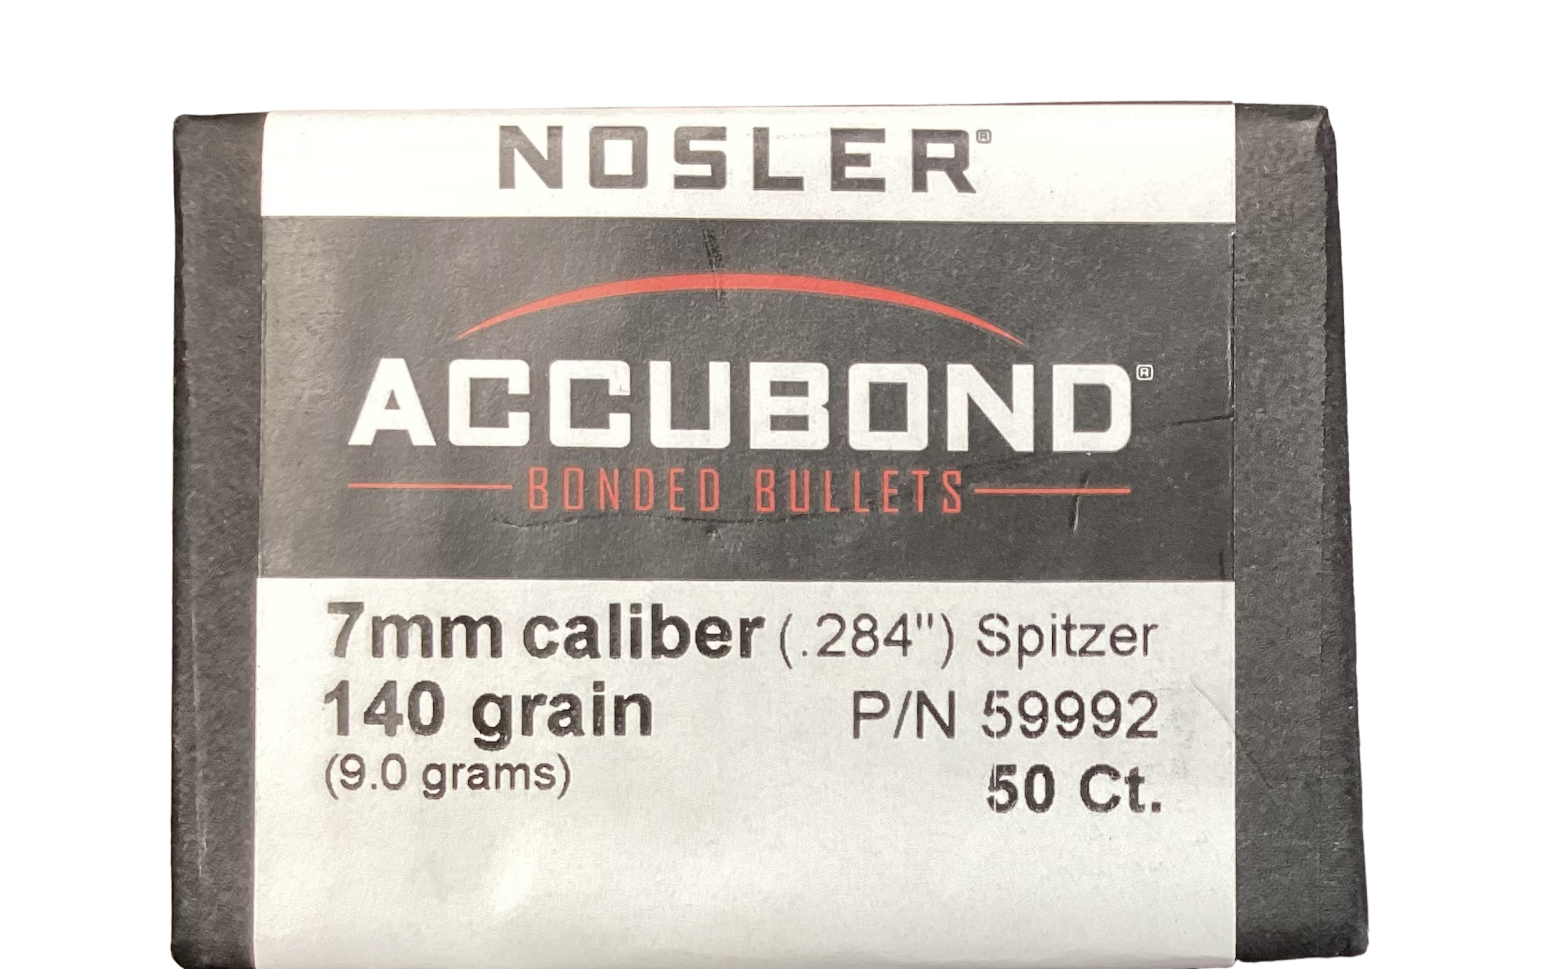 NOSLER®
ACCUBOND®
BONDED BULLETS
7mm caliber (.284") Spitzer
140 grain P/N 59992
(9.0 grams)
50 Ct.